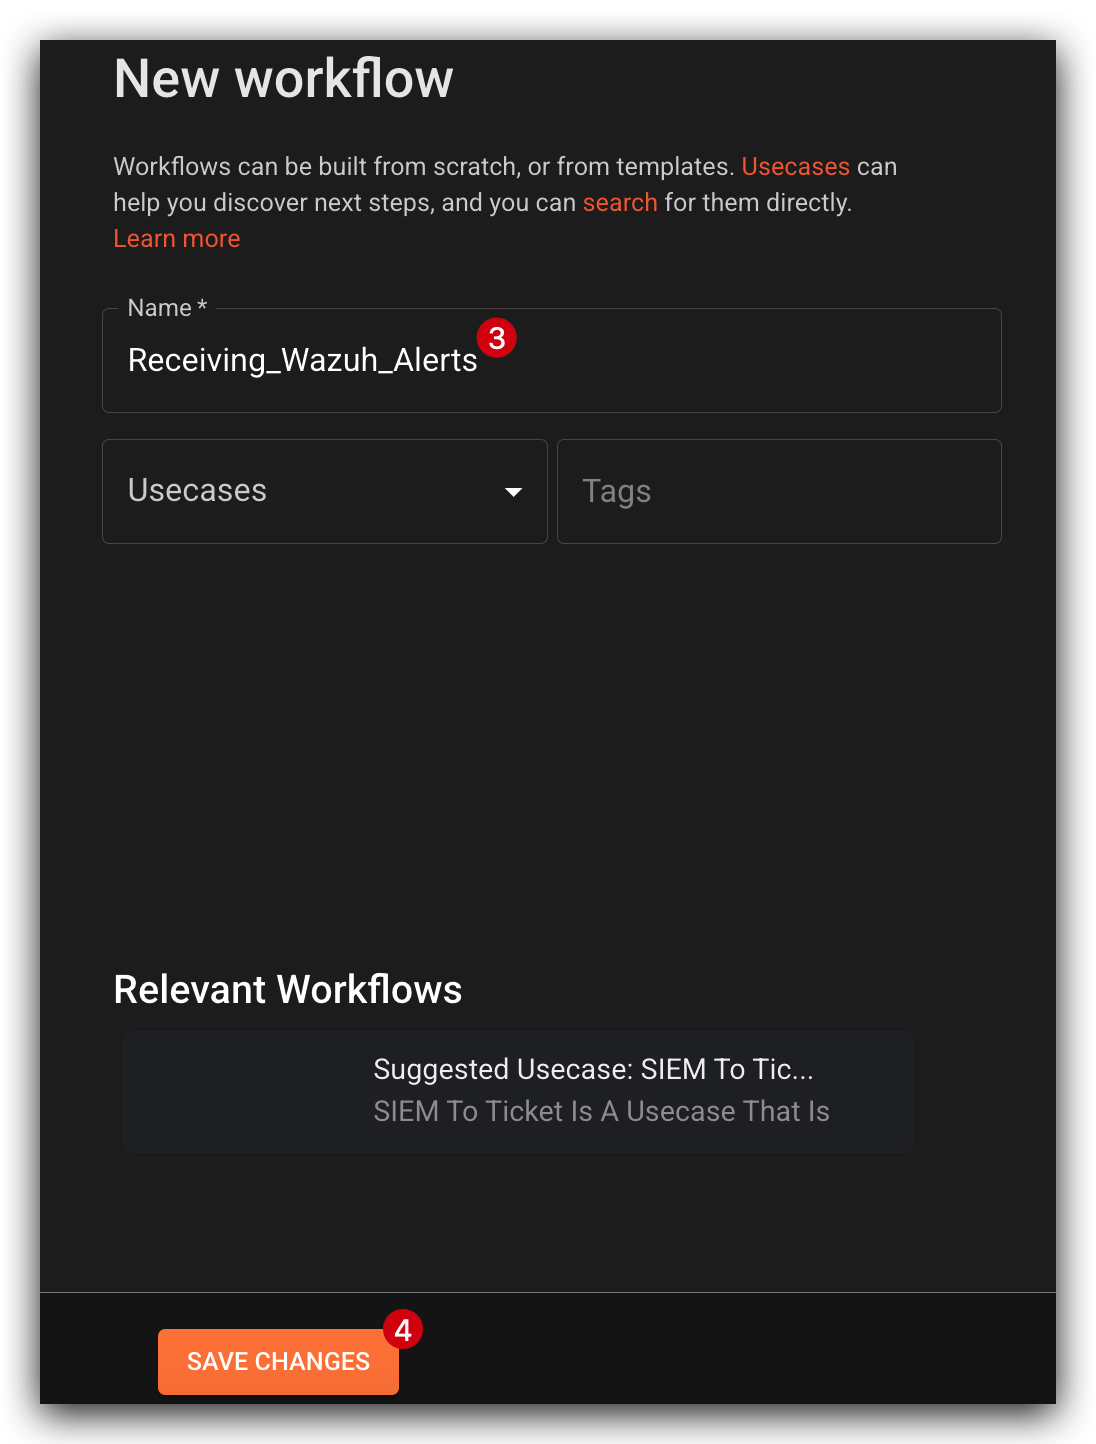 New workflow
Workflows can be built from scratch, or from templates. Usecases can
help you discover next steps, and you can search for them directly.
Learn more
Name *
Receiving_Wazuh_Alerts
3
Usecases
Tags
Relevant Workflows
Suggested Usecase: SIEM To Tic...
SIEM To Ticket Is A Usecase That Is
4
SAVE CHANGES